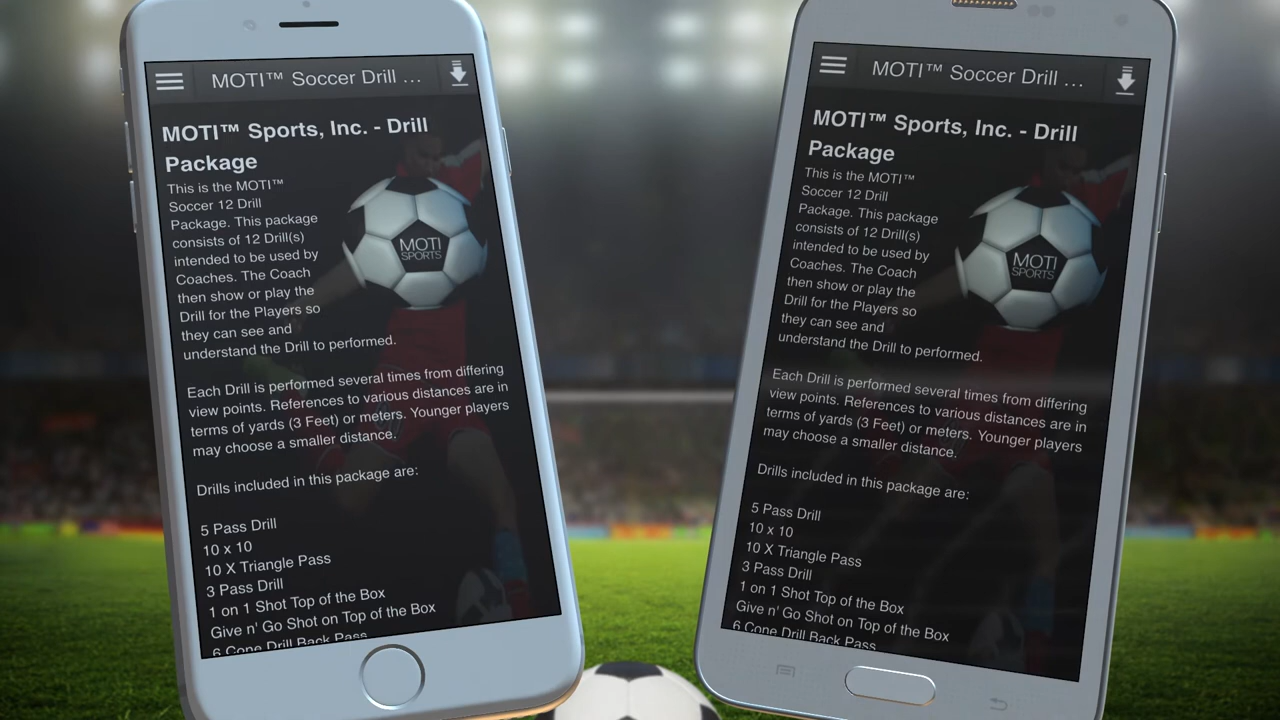 MOTI™ Soccer Drill ...
MOTI™ Sports, Inc. - Drill
Package
This is the MOTI™
Soccer 12 Drill
Package. This package
consists of 12 Drill(s)
intended to be used by
Coaches. The Coach
then show or play the
Drill for the Players so
they can see and
understand the Drill to performed.
MOTI
SPORTS
Each Drill is performed several times from differing
view points. References to various distances are in
terms of yards (3 Feet) or meters. Younger players
may choose a smaller distance.
Drills included in this package are:
5 Pass Drill
10 x 10
10 X Triangle Pass
3 Pass Drill
1 on 1 Shot Top of the Box
Give n' Go Shot on Top of the Box
6 Cone Drill Back Pass
MOTI™ Soccer Drill ...
MOTI™ Sports, Inc. - Drill
Package
This is the MOTI™
Soccer 12 Drill
Package. This package
consists of 12 Drill(s)
intended to be used by
Coaches. The Coach
then show or play the
Drill for the Players so
they can see and
understand the Drill to performed.
MOTI
SPORTS
Each Drill is performed several times from differing
view points. References to various distances are in
terms of yards (3 Feet) or meters. Younger players
may choose a smaller distance.
Drills included in this package are:
5 Pass Drill
10 x 10
10 X Triangle Pass
3 Pass Drill
1 on 1 Shot Top of the Box
Give n' Go Shot on Top of the Box
6 Cone Drill Back Pass